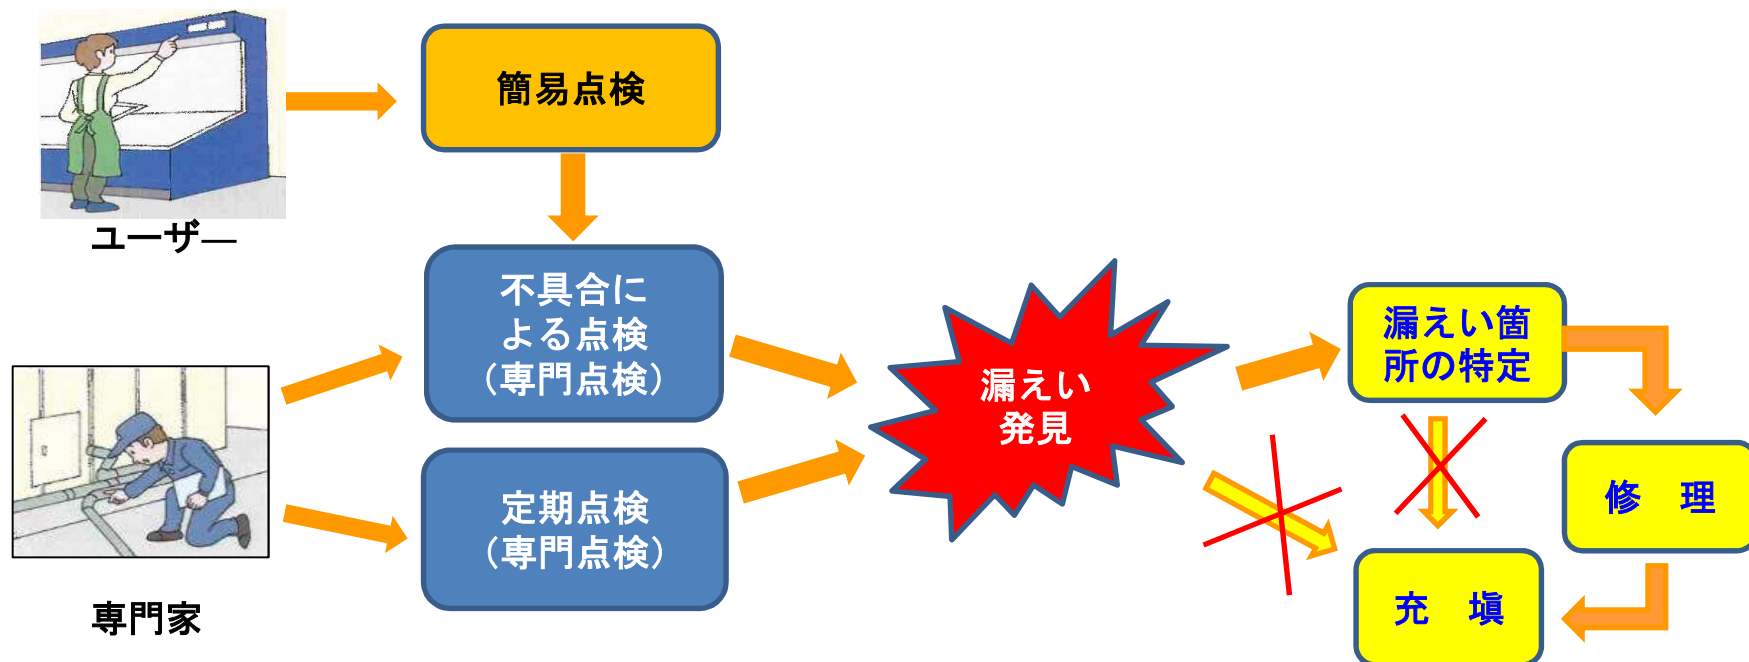 簡易点検
ユーザ―
不具合に
よる点検
（専門点検）
定期点検
（専門点検）
専門家
漏えい
発見
漏えい箇
所の特定
修　理
充　塡